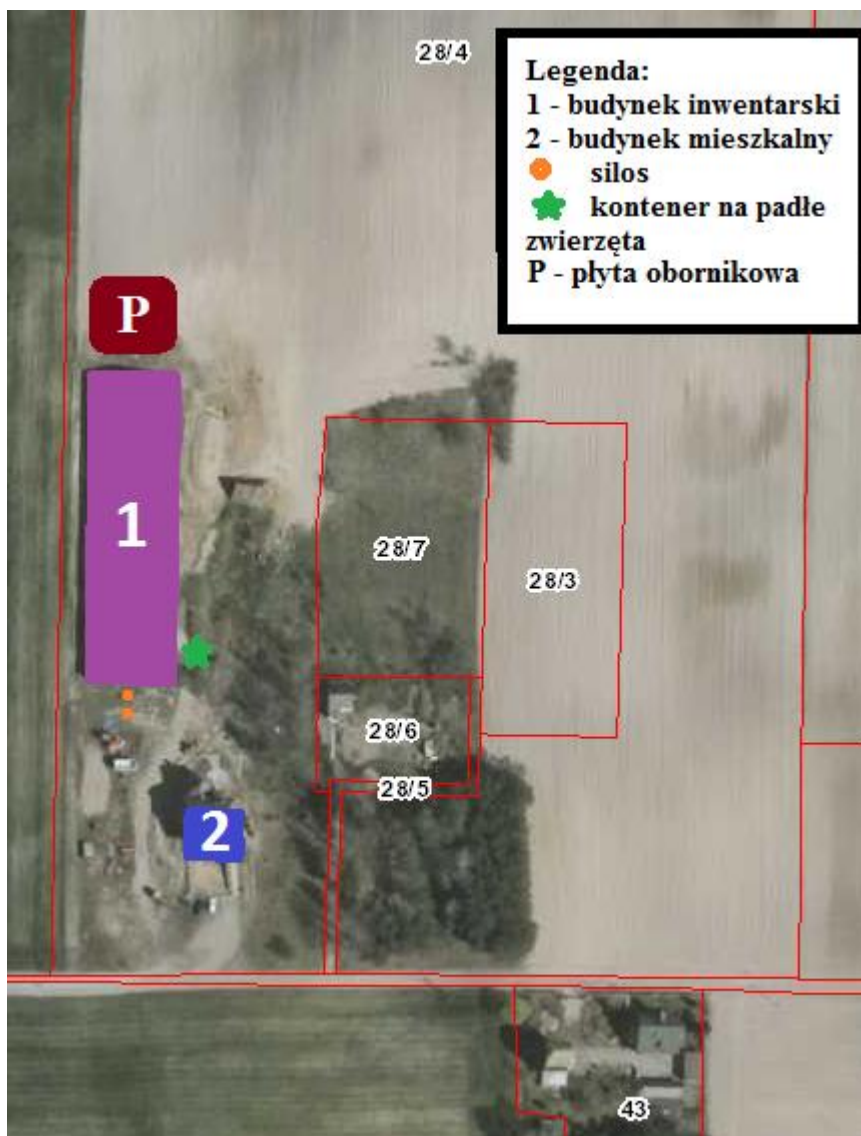 28/4
Legenda:
1 - budynek inwentarski
2 - budynek mieszkalny
silos
kontener na padłe
zwierzęta
P - płyta obornikowa
P
1
28/7
28/3
28/6
28/5
2
43